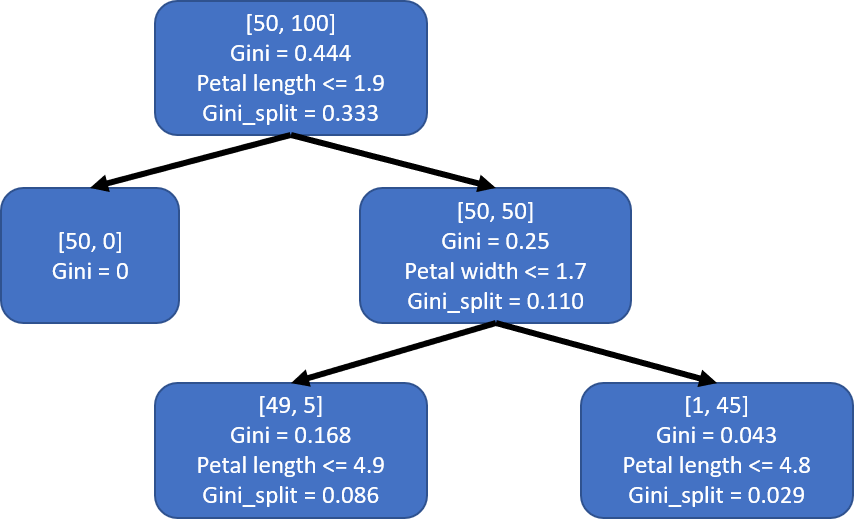 [50, 100]
Gini = 0.444
Petal length <= 1.9
Gini_split = 0.333
[50, 0]
Gini = 0
[50, 50]
Gini = 0.25
Petal width <= 1.7
Gini_split = 0.110
[49, 5]
Gini = 0.168
Petal length <= 4.9
Gini_split = 0.086
[1, 45]
Gini = 0.043
Petal length <= 4.8
Gini_split = 0.029